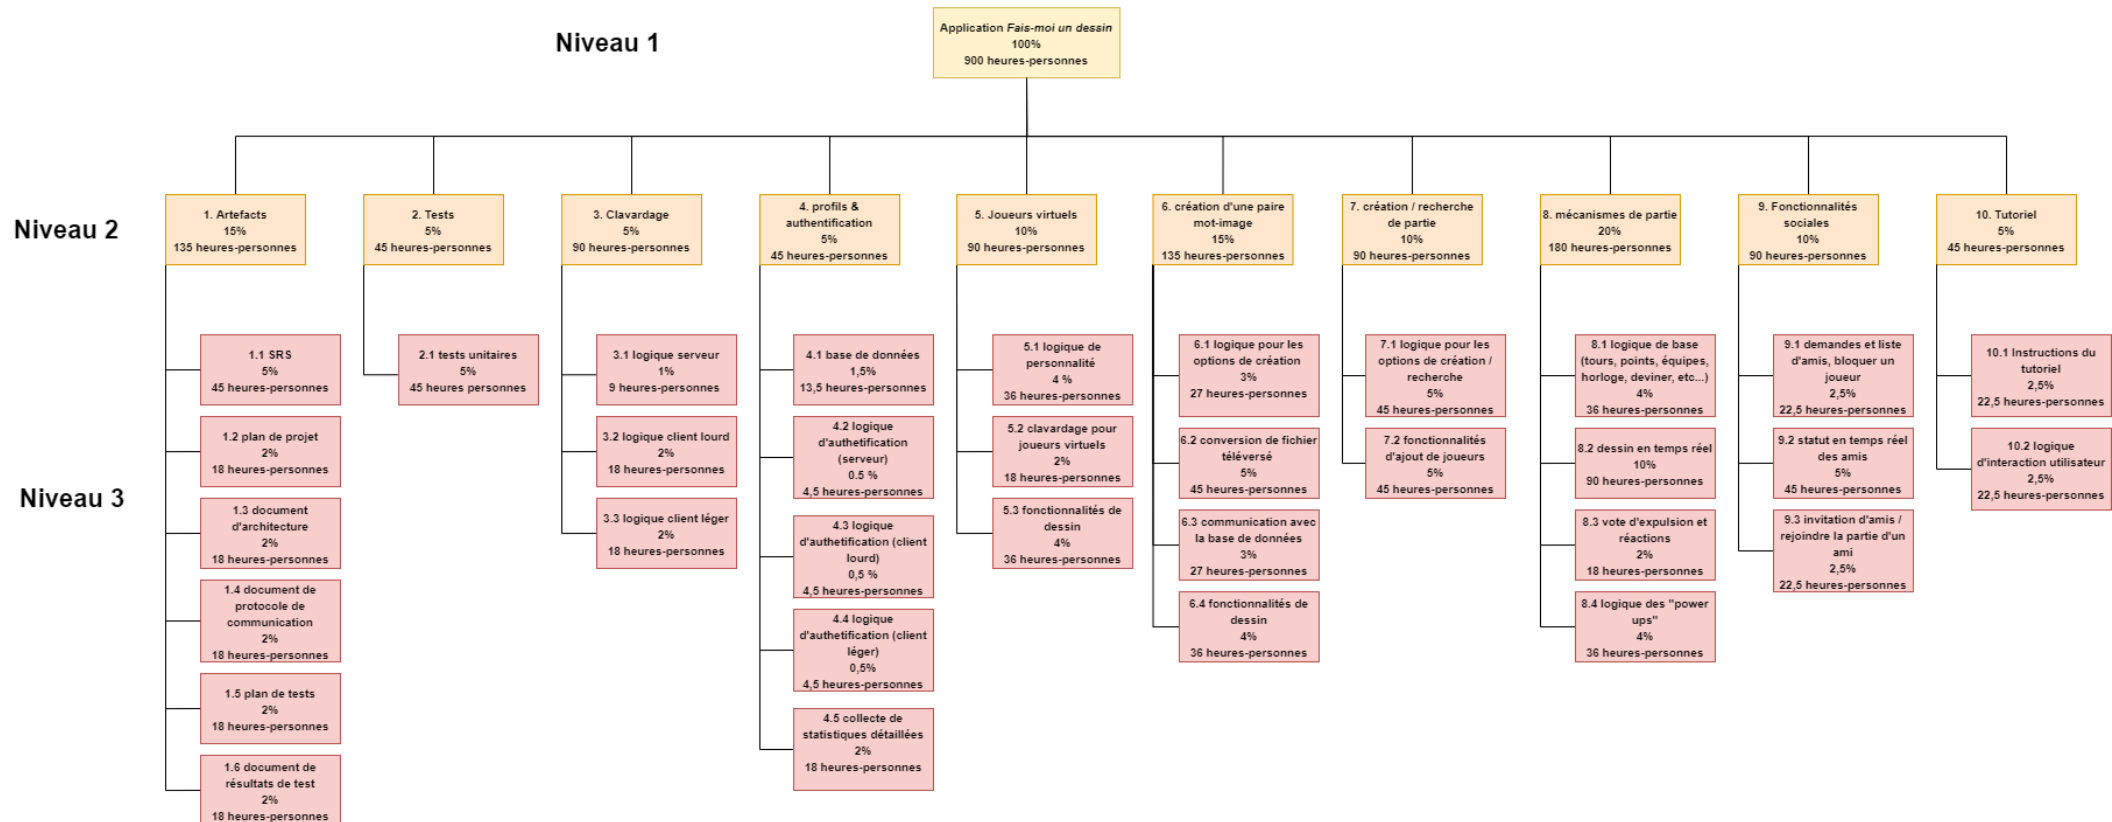 Niveau 1
Application Fais-moi un dessin
100%
900 heures-personnes
Niveau 2
1. Artefacts
15%
135 heures-personnes
2. Tests
5%
45 heures-personnes
3. Clavardage
5%
90 heures-personnes
4. profils &
authentification
5%
45 heures-personnes
5. Joueurs virtuels
10%
90 heures-personnes
6. création d'une paire
mot-image
15%
135 heures-personnes
7. création / recherche
de partie
10%
90 heures-personnes
8. mécanismes de partie
20%
180 heures-personnes
9. Fonctionnalités
sociales
10%
90 heures-personnes
10. Tutoriel
5%
45 heures-personnes
Niveau 3
1.1 SRS
5%
45 heures-personnes
1.2 plan de projet
2%
18 heures-personnes
1.3 document
d'architecture
2%
18 heures-personnes
1.4 document de
protocole de
communication
2%
18 heures-personnes
1.5 plan de tests
2%
18 heures-personnes
1.6 document de
résultats de test
2%
18 heures-personnes
2.1 tests unitaires
5%
45 heures personnes
3.1 logique serveur
1%
9 heures-personnes
3.2 logique client lourd
2%
18 heures-personnes
3.3 logique client léger
2%
18 heures-personnes
4.1 base de données
1,5%
13,5 heures-personnes
4.2 logique
d'authetification
(serveur)
0.5 %
4,5 heures-personnes
4.3 logique
d'authetification (client
lourd)
0,5 %
4,5 heures-personnes
4.4 logique
d'authetification (client
léger)
0,5%
4,5 heures-personnes
4.5 collecte de
statistiques détaillées
2%
18 heures-personnes
5.1 logique de
personnalité
4 %
36 heures-personnes
5.2 clavardage pour
joueurs virtuels
2%
18 heures-personnes
5.3 fonctionnalités de
dessin
4%
36 heures-personnes
6.1 logique pour les
options de création
3%
27 heures-personnes
6.2 conversion de fichier
téléversé
5%
45 heures-personnes
6.3 communication avec
la base de données
3%
27 heures-personnes
6.4 fonctionnalités de
dessin
4%
36 heures-personnes
7.1 logique pour les
options de création /
recherche
5%
45 heures-personnes
7.2 fonctionnalités
d'ajout de joueurs
5%
45 heures-personnes
8.1 logique de base
(tours, points, équipes,
horloge, deviner, etc...)
4%
36 heures-personnes
8.2 dessin en temps réel
10%
90 heures-personnes
8.3 vote d'expulsion et
réactions
2%
18 heures-personnes
8.4 logique des "power
ups"
4%
36 heures-personnes
9.1 demandes et liste
d'amis, bloquer un
joueur
2,5%
22,5 heures-personnes
9.2 statut en temps réel
des amis
5%
45 heures-personnes
9.3 invitation d'amis /
rejoindre la partie d'un
ami
2,5%
22,5 heures-personnes
10.1 Instructions du
tutoriel
2,5%
22,5 heures-personnes
10.2 logique
d'interaction utilisateur
2,5%
22,5 heures-personnes